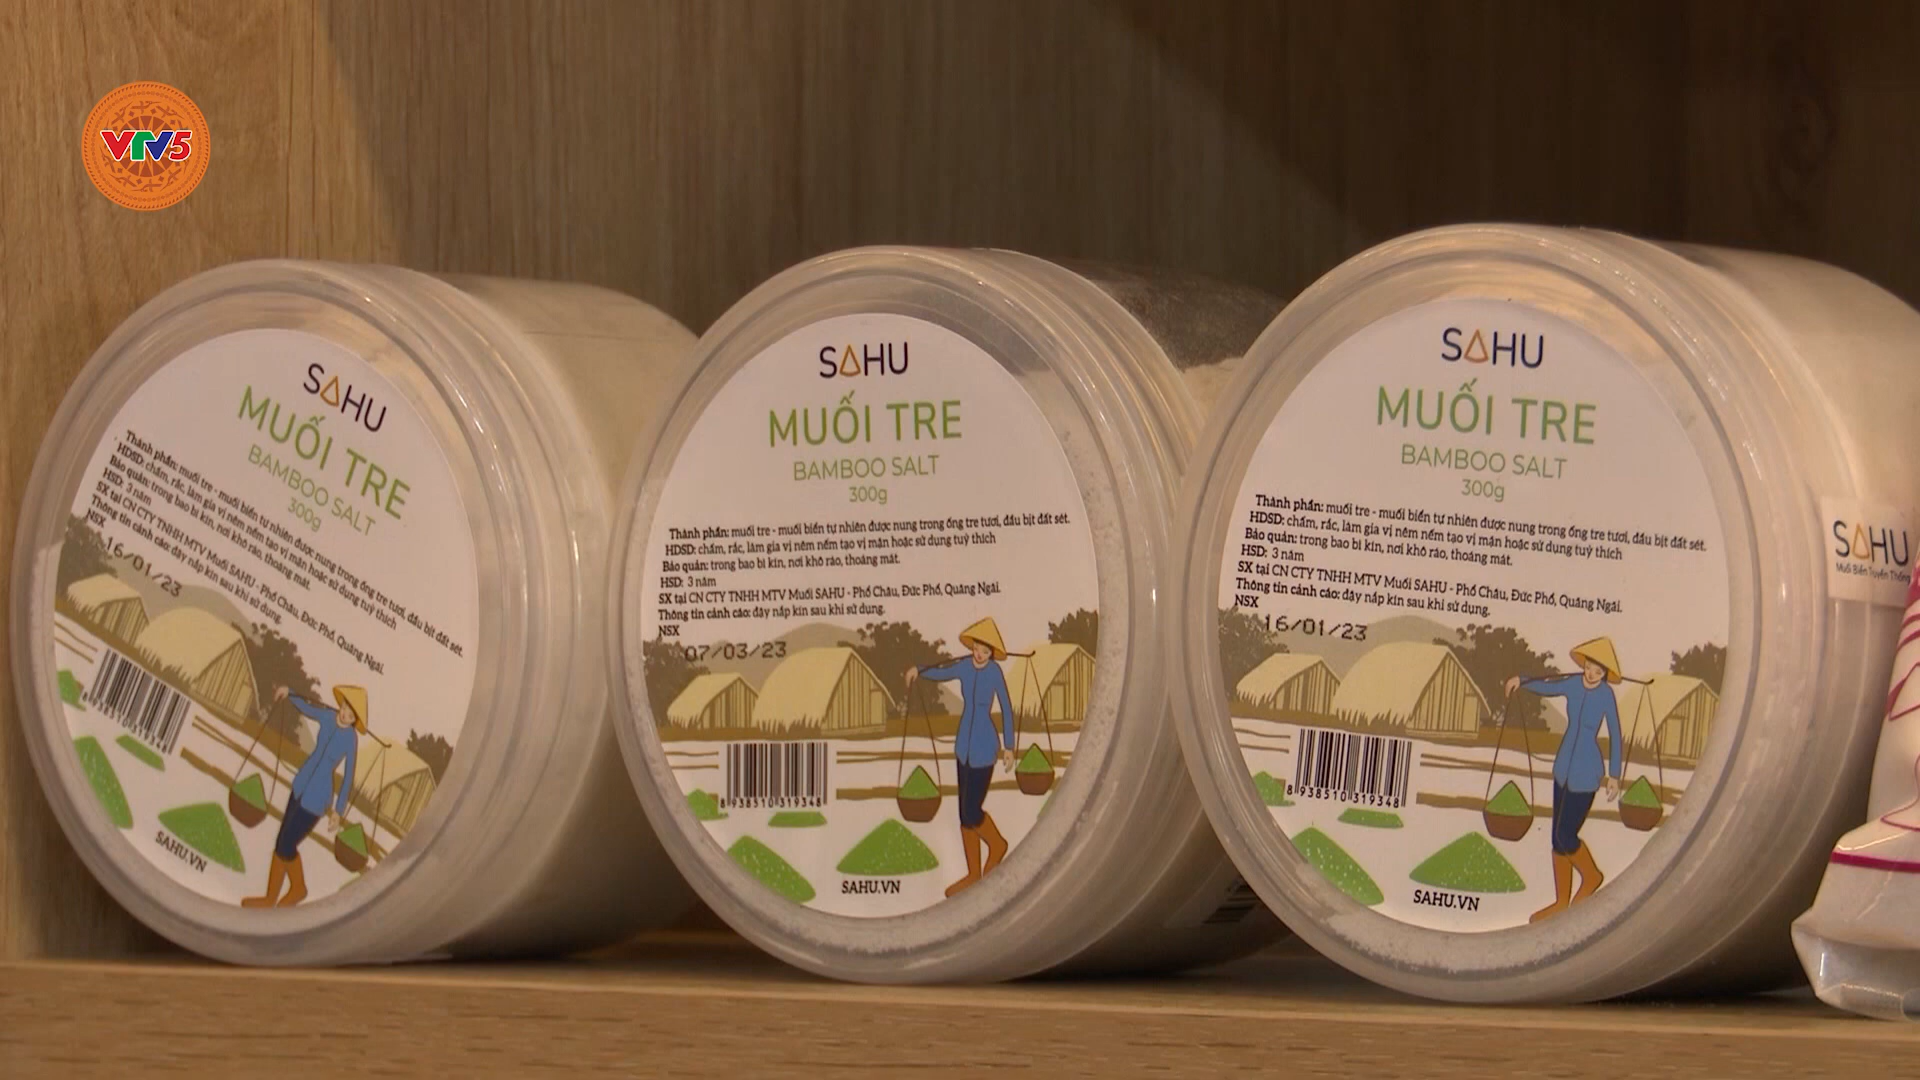 VTV5
SAHU
MUỐI TRE
BAMBOO SALT
300g
Thành phần: muối tre - muối biển tự nhiên được nung trong ống tre tươi, đầu bịt đất sét.
HDSD: chấm, rắc, làm gia vị nêm nếm tạo vị mặn hoặc sử dụng tuỳ thích
Bảo quản: trong bao bì kín, nơi khô ráo, thoáng mát.
HSD: 3 năm
SX tại CN CTY TNHH MTV Muối SAHU - Phổ Châu, Đức Phổ, Quảng Ngãi.
Thông tin cảnh cáo: đậy nắp kín sau khi sử dụng.
NSX
16/01/23
8 938510 319348
SAHU.VN
SAHU
MUỐI TRE
BAMBOO SALT
300g
Thành phần: muối tre - muối biển tự nhiên được nung trong ống tre tươi, đầu bịt đất sét.
HDSD: chấm, rắc, làm gia vị nêm nếm tạo vị mặn hoặc sử dụng tuỳ thích
Bảo quản: trong bao bì kín, nơi khô ráo, thoáng mát.
HSD: 3 năm
SX tại CN CTY TNHH MTV Muối SAHU - Phổ Châu, Đức Phổ, Quảng Ngãi.
Thông tin cảnh cáo: đậy nắp kín sau khi sử dụng.
NSX
07/03/23
8 938510 319348
SAHU.VN
SAHU
MUỐI TRE
BAMBOO SALT
300g
Thành phần: muối tre - muối biển tự nhiên được nung trong ống tre tươi, đầu bịt đất sét.
HDSD: chấm, rắc, làm gia vị nêm nếm tạo vị mặn hoặc sử dụng tuỳ thích
Bảo quản: trong bao bì kín, nơi khô ráo, thoáng mát.
HSD: 3 năm
SX tại CN CTY TNHH MTV Muối SAHU - Phổ Châu, Đức Phổ, Quảng Ngãi.
Thông tin cảnh cáo: đậy nắp kín sau khi sử dụng.
NSX
16/01/23
8 938510 319348
SAHU.VN
SAHU
Muối Biển Truyền Thống